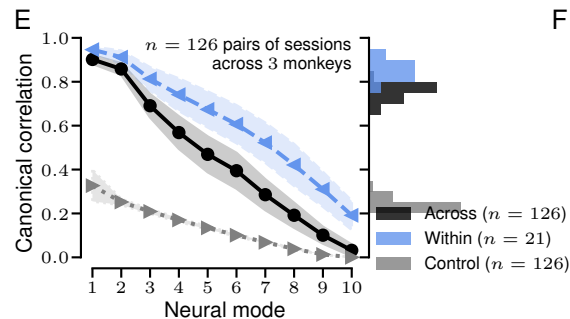 E
F
n = 126 pairs of sessions
across 3 monkeys
Canonical correlation
1.0
0.8
0.6
0.4
0.2
0.0
1 2 3 4 5 6 7 8 9 10
Neural mode
Across (n = 126)
Within (n = 21)
Control (n = 126)